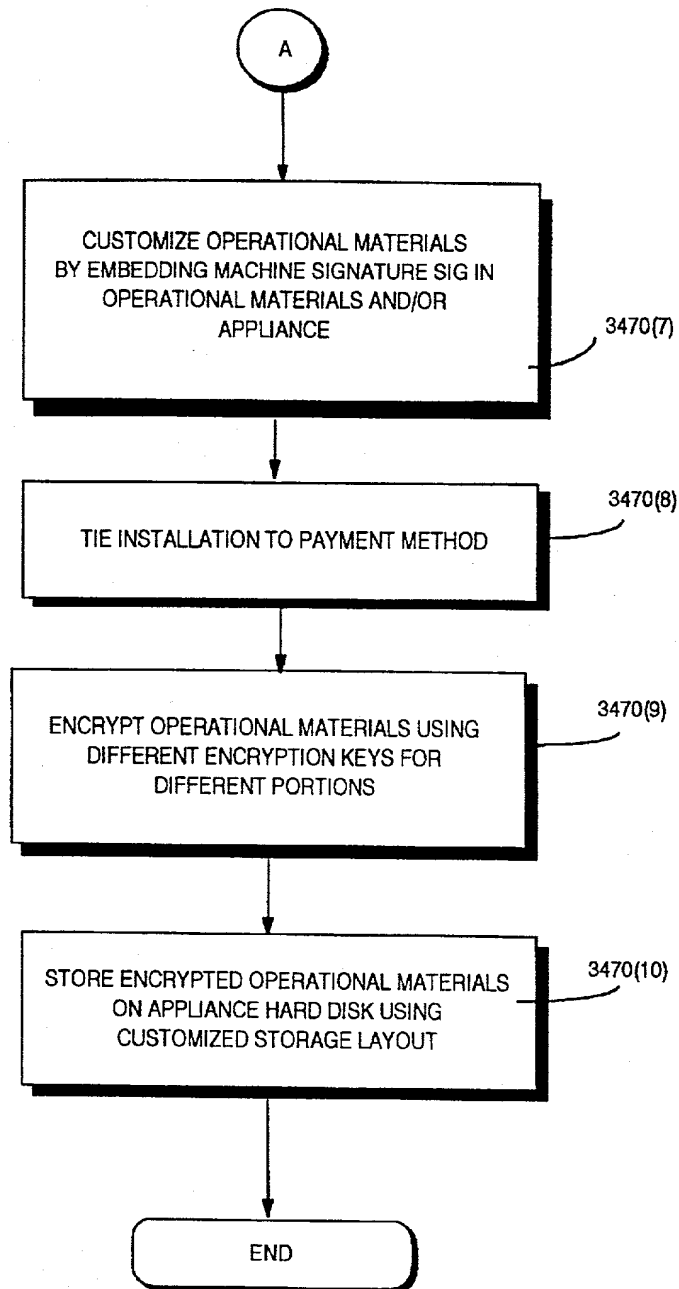 A
CUSTOMIZE OPERATIONAL MATERIALS
BY EMBEDDING MACHINE SIGNATURE SIG IN
OPERATIONAL MATERIALS AND/OR
APPLIANCE
3470(7)
TIE INSTALLATION TO PAYMENT METHOD
3470(8)
ENCRYPT OPERATIONAL MATERIALS USING
DIFFERENT ENCRYPTION KEYS FOR
DIFFERENT PORTIONS
3470(9)
STORE ENCRYPTED OPERATIONAL MATERIALS
ON APPLIANCE HARD DISK USING
CUSTOMIZED STORAGE LAYOUT
3470(10)
END